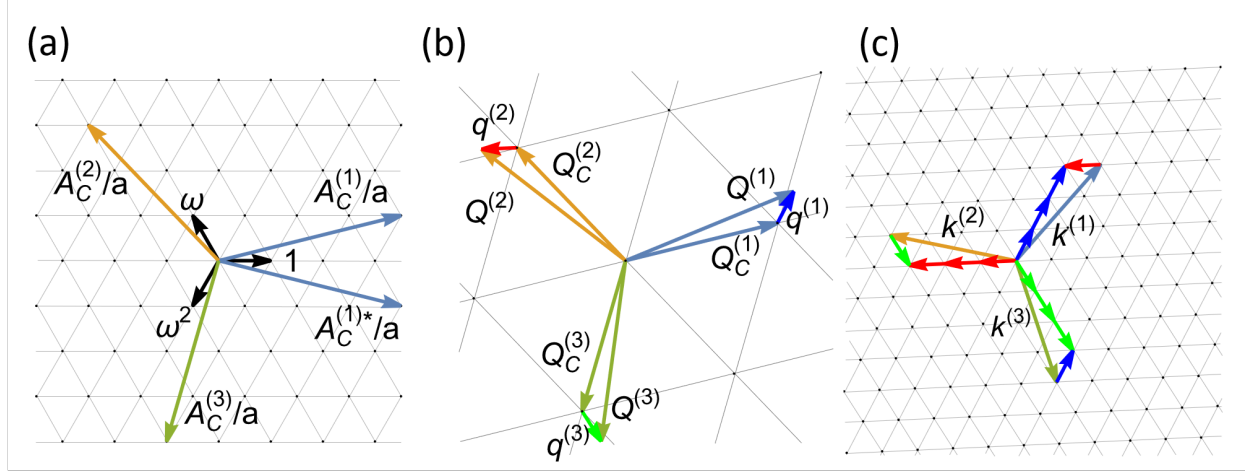 (a)
(b)
(c)
A_C^(2)/a
A_C^(1)/a
ω
1
ω²
A_C^(1)*/a
A_C^(3)/a
q^(2)
Q_C^(2)
Q^(2)
Q^(1)
q^(1)
Q_C^(1)
Q_C^(3)
Q^(3)
q^(3)
k^(2)
k^(1)
k^(3)